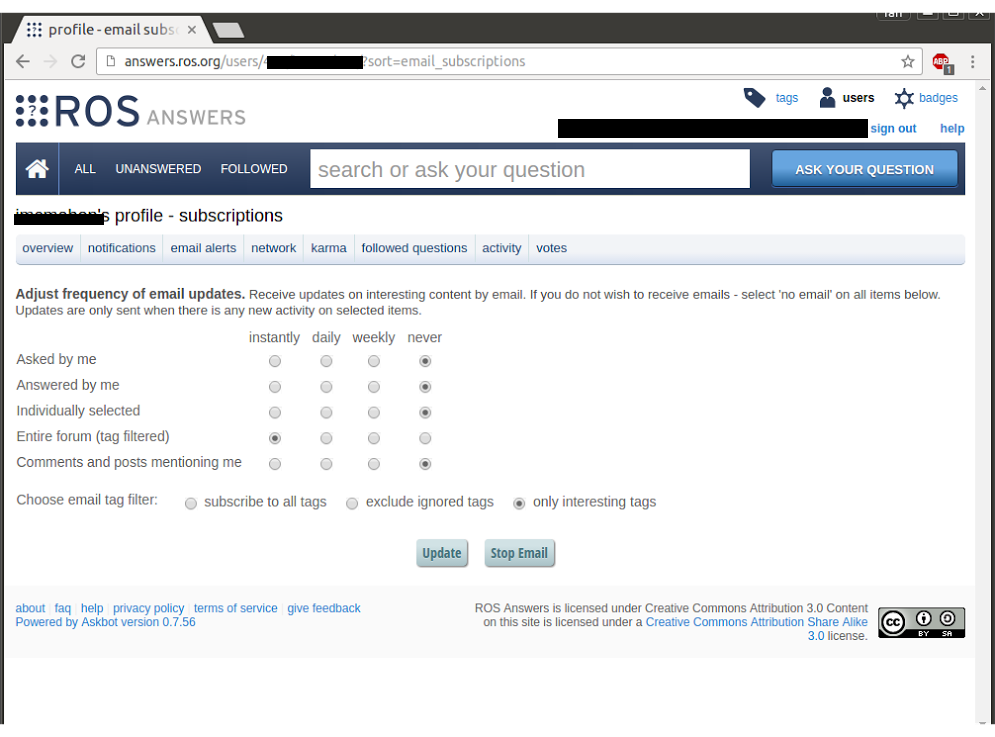 profile - email subs
answers.ros.org/users/ ?sort=email_subscriptions
ABP
1
ROS ANSWERS
tags users badges
sign out help
ALL UNANSWERED FOLLOWED search or ask your question ASK YOUR QUESTION
profile - subscriptions
overview notifications email alerts network karma followed questions activity votes
Adjust frequency of email updates. Receive updates on interesting content by email. If you do not wish to receive emails - select 'no email' on all items below.
Updates are only sent when there is any new activity on selected items.
instantly daily weekly never
Asked by me
Answered by me
Individually selected
Entire forum (tag filtered)
Comments and posts mentioning me
Choose email tag filter: subscribe to all tags exclude ignored tags only interesting tags
Update Stop Email
about faq help privacy policy terms of service give feedback
Powered by Askbot version 0.7.56
ROS Answers is licensed under Creative Commons Attribution 3.0 Content
on this site is licensed under a Creative Commons Attribution Share Alike
3.0 license.
cc BY SA